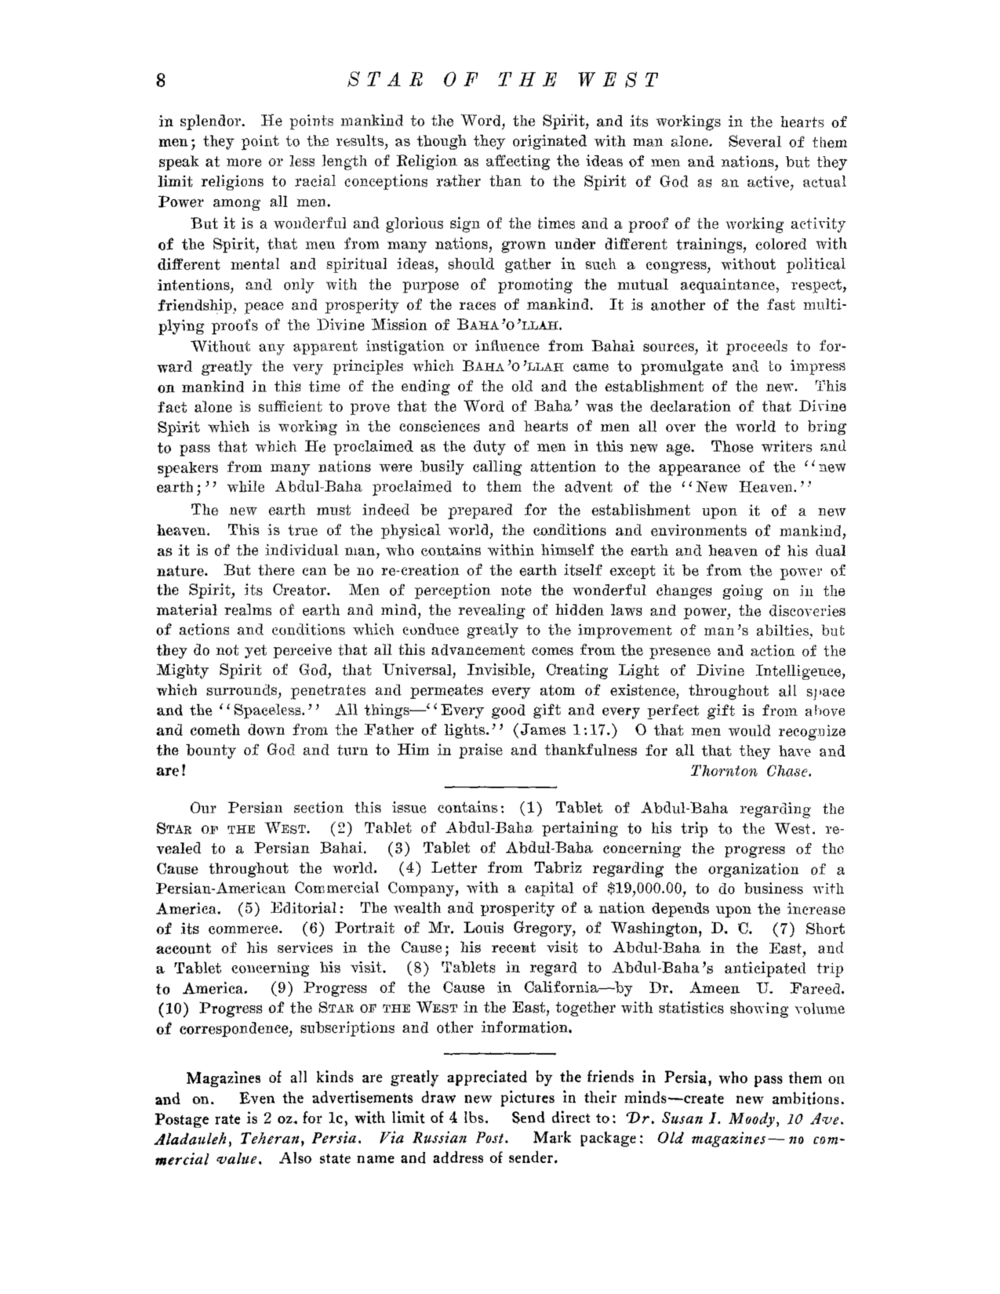 8 STAR OF THE WEST
in splendor. He points mankind to the Word, the Spirit, and its workings in the hearts of
men; they point to the results, as though they originated with man alone. Several of them
speak at more or less length of Religion as affecting the ideas of men and nations, but they
limit religions to racial conceptions rather than to the Spirit of God as an active, actual
Power among all men.
But it is a wonderful and glorious sign of the times and a proof of the working activity
of the Spirit, that men from many nations, grown under different trainings, colored with
different mental and spiritual ideas, should gather in such a congress, without political
intentions, and only with the purpose of promoting the mutual acquaintance, respect,
friendship, peace and prosperity of the races of mankind. It is another of the fast multi-
plying proofs of the Divine Mission of BAHA'O'LLAH.
Without any apparent instigation or influence from Bahai sources, it proceeds to for-
ward greatly the very principles which BAHA'O'LLAH came to promulgate and to impress
on mankind in this time of the ending of the old and the establishment of the new. This
fact alone is sufficient to prove that the Word of Baha' was the declaration of that Divine
Spirit which is working in the consciences and hearts of men all over the world to bring
to pass that which He proclaimed as the duty of men in this new age. Those writers and
speakers from many nations were busily calling attention to the appearance of the "new
earth;" while Abdul-Baha proclaimed to them the advent of the "New Heaven."
The new earth must indeed be prepared for the establishment upon it of a new
heaven. This is true of the physical world, the conditions and environments of mankind,
as it is of the individual man, who contains within himself the earth and heaven of his dual
nature. But there can be no re-creation of the earth itself except it be from the power of
the Spirit, its Creator. Men of perception note the wonderful changes going on in the
material realms of earth and mind, the revealing of hidden laws and power, the discoveries
of actions and conditions which conduce greatly to the improvement of man's abilties, but
they do not yet perceive that all this advancement comes from the presence and action of the
Mighty Spirit of God, that Universal, Invisible, Creating Light of Divine Intelligence,
which surrounds, penetrates and permeates every atom of existence, throughout all space
and the "Spaceless." All things—"Every good gift and every perfect gift is from above
and cometh down from the Father of lights." (James 1:17.) O that men would recognize
the bounty of God and turn to Him in praise and thankfulness for all that they have and
are! Thornton Chase.
Our Persian section this issue contains: (1) Tablet of Abdul-Baha regarding the
STAR OF THE WEST. (2) Tablet of Abdul-Baha pertaining to his trip to the West. re-
vealed to a Persian Bahai. (3) Tablet of Abdul-Baha concerning the progress of the
Cause throughout the world. (4) Letter from Tabriz regarding the organization of a
Persian-American Commercial Company, with a capital of $19,000.00, to do business with
America. (5) Editorial: The wealth and prosperity of a nation depends upon the increase
of its commerce. (6) Portrait of Mr. Louis Gregory, of Washington, D. C. (7) Short
account of his services in the Cause; his recent visit to Abdul-Baha in the East, and
a Tablet concerning his visit. (8) Tablets in regard to Abdul-Baha's anticipated trip
to America. (9) Progress of the Cause in California—by Dr. Ameen U. Fareed.
(10) Progress of the STAR OF THE WEST in the East, together with statistics showing volume
of correspondence, subscriptions and other information.
Magazines of all kinds are greatly appreciated by the friends in Persia, who pass them on
and on. Even the advertisements draw new pictures in their minds—create new ambitions.
Postage rate is 2 oz. for 1c, with limit of 4 lbs. Send direct to: Dr. Susan I. Moody, 10 Ave.
Aladauleh, Teheran, Persia. Via Russian Post. Mark package: Old magazines—no com-
mercial value. Also state name and address of sender.